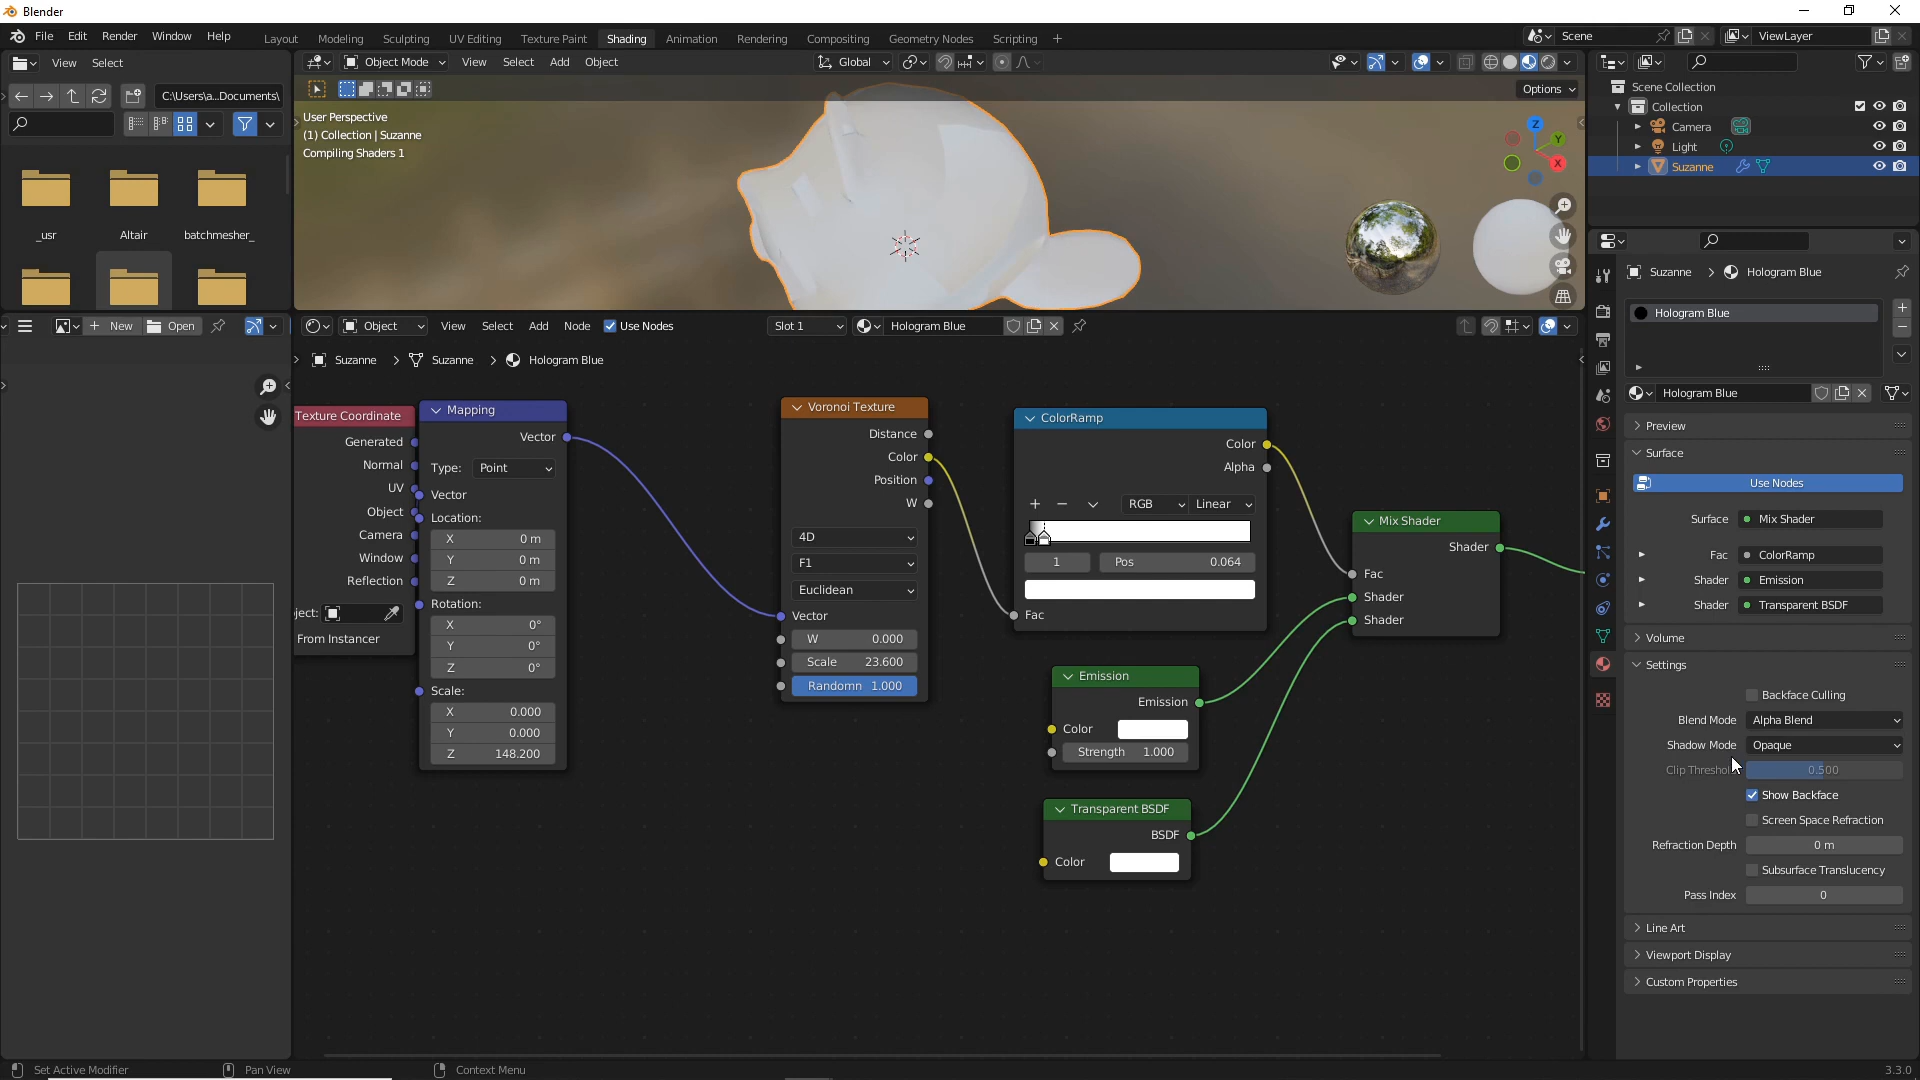 Blender
File Edit Render Window Help
Layout Modeling Sculpting UV Editing Texture Paint Shading Animation Rendering Compositing Geometry Nodes Scripting +
Scene
ViewLayer
View Select
Object Mode View Select Add Object
Global
C:\Users\a...Documents\
Options
User Perspective
(1) Collection | Suzanne
Compiling Shaders 1
Z
Y
X
_usr
Altair
batchmesher_
Scene Collection
Collection
Camera
Light
Suzanne
Suzanne > Hologram Blue
Hologram Blue
Hologram Blue
New
Open
Object View Select Add Node Use Nodes
Slot 1
Hologram Blue
Suzanne > Suzanne > Hologram Blue
Texture Coordinate
Generated
Normal
UV
Object
Camera
Window
Reflection
ject:
From Instancer
Mapping
Vector
Type: Point
Vector
Location:
X 0 m
Y 0 m
Z 0 m
Rotation:
X 0°
Y 0°
Z 0°
Scale:
X 0.000
Y 0.000
Z 148.200
Voronoi Texture
Distance
Color
Position
W
4D
F1
Euclidean
Vector
W 0.000
Scale 23.600
Randomn 1.000
ColorRamp
Color
Alpha
+ − RGB Linear
1 Pos 0.064
Fac
Emission
Emission
Color
Strength 1.000
Transparent BSDF
BSDF
Color
Mix Shader
Shader
Fac
Shader
Shader
Preview
Surface
Use Nodes
Surface Mix Shader
Fac ColorRamp
Shader Emission
Shader Transparent BSDF
Volume
Settings
Backface Culling
Blend Mode Alpha Blend
Shadow Mode Opaque
Clip Threshol 0.500
Show Backface
Screen Space Refraction
Refraction Depth 0 m
Subsurface Translucency
Pass Index 0
Line Art
Viewport Display
Custom Properties
Set Active Modifier
Pan View
Context Menu
3.3.0